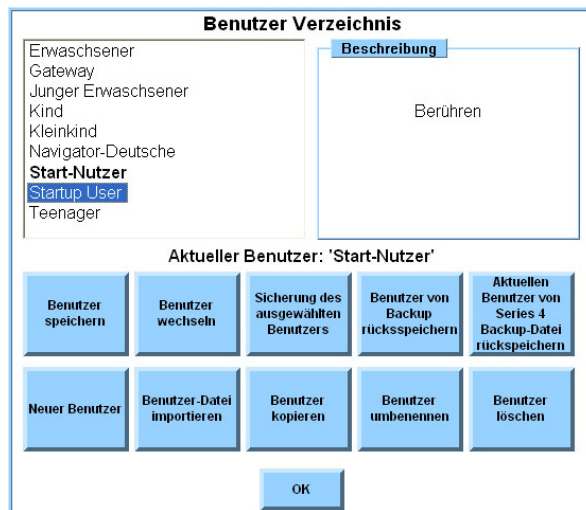 Benutzer Verzeichnis
Erwaschsener
Gateway
Junger Erwaschsener
Kind
Kleinkind
Navigator-Deutsche
Start-Nutzer
Startup User
Teenager
Beschreibung
Berühren
Aktueller Benutzer: 'Start-Nutzer'
Benutzer
speichern
Benutzer
wechseln
Sicherung des
ausgewählten
Benutzers
Benutzer von
Backup
rücksspeichern
Aktuellen
Benutzer von
Series 4
Backup-Datei
rückspeichern
Neuer Benutzer
Benutzer-Datei
importieren
Benutzer
kopieren
Benutzer
umbenennen
Benutzer
löschen
OK